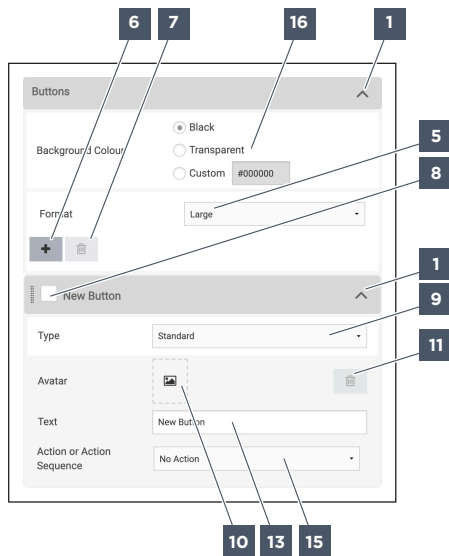 6 7 16 1
Buttons
Black
Background Colour
Transparent
Custom #000000
5
8
Format Large
+
New Button
1
9
Type Standard
11
Avatar
Text New Button
Action or Action
Sequence
No Action
10 13 15